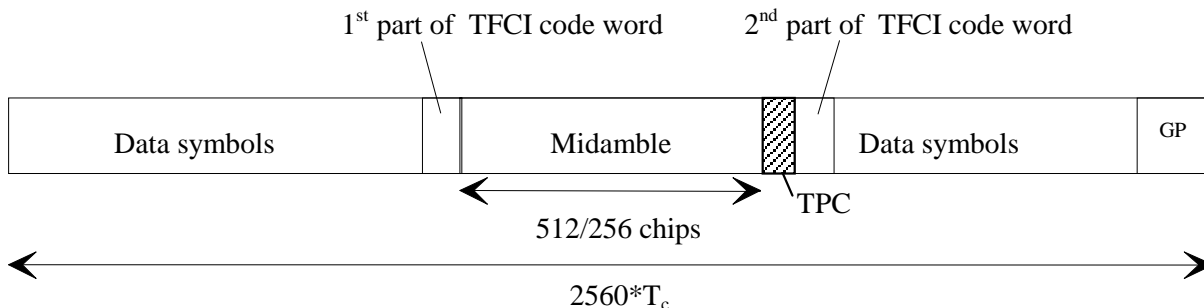 1st part of TFCI code word
2nd part of TFCI code word
Data symbols
Midamble
Data symbols
GP
TPC
512/256 chips
2560*Tc